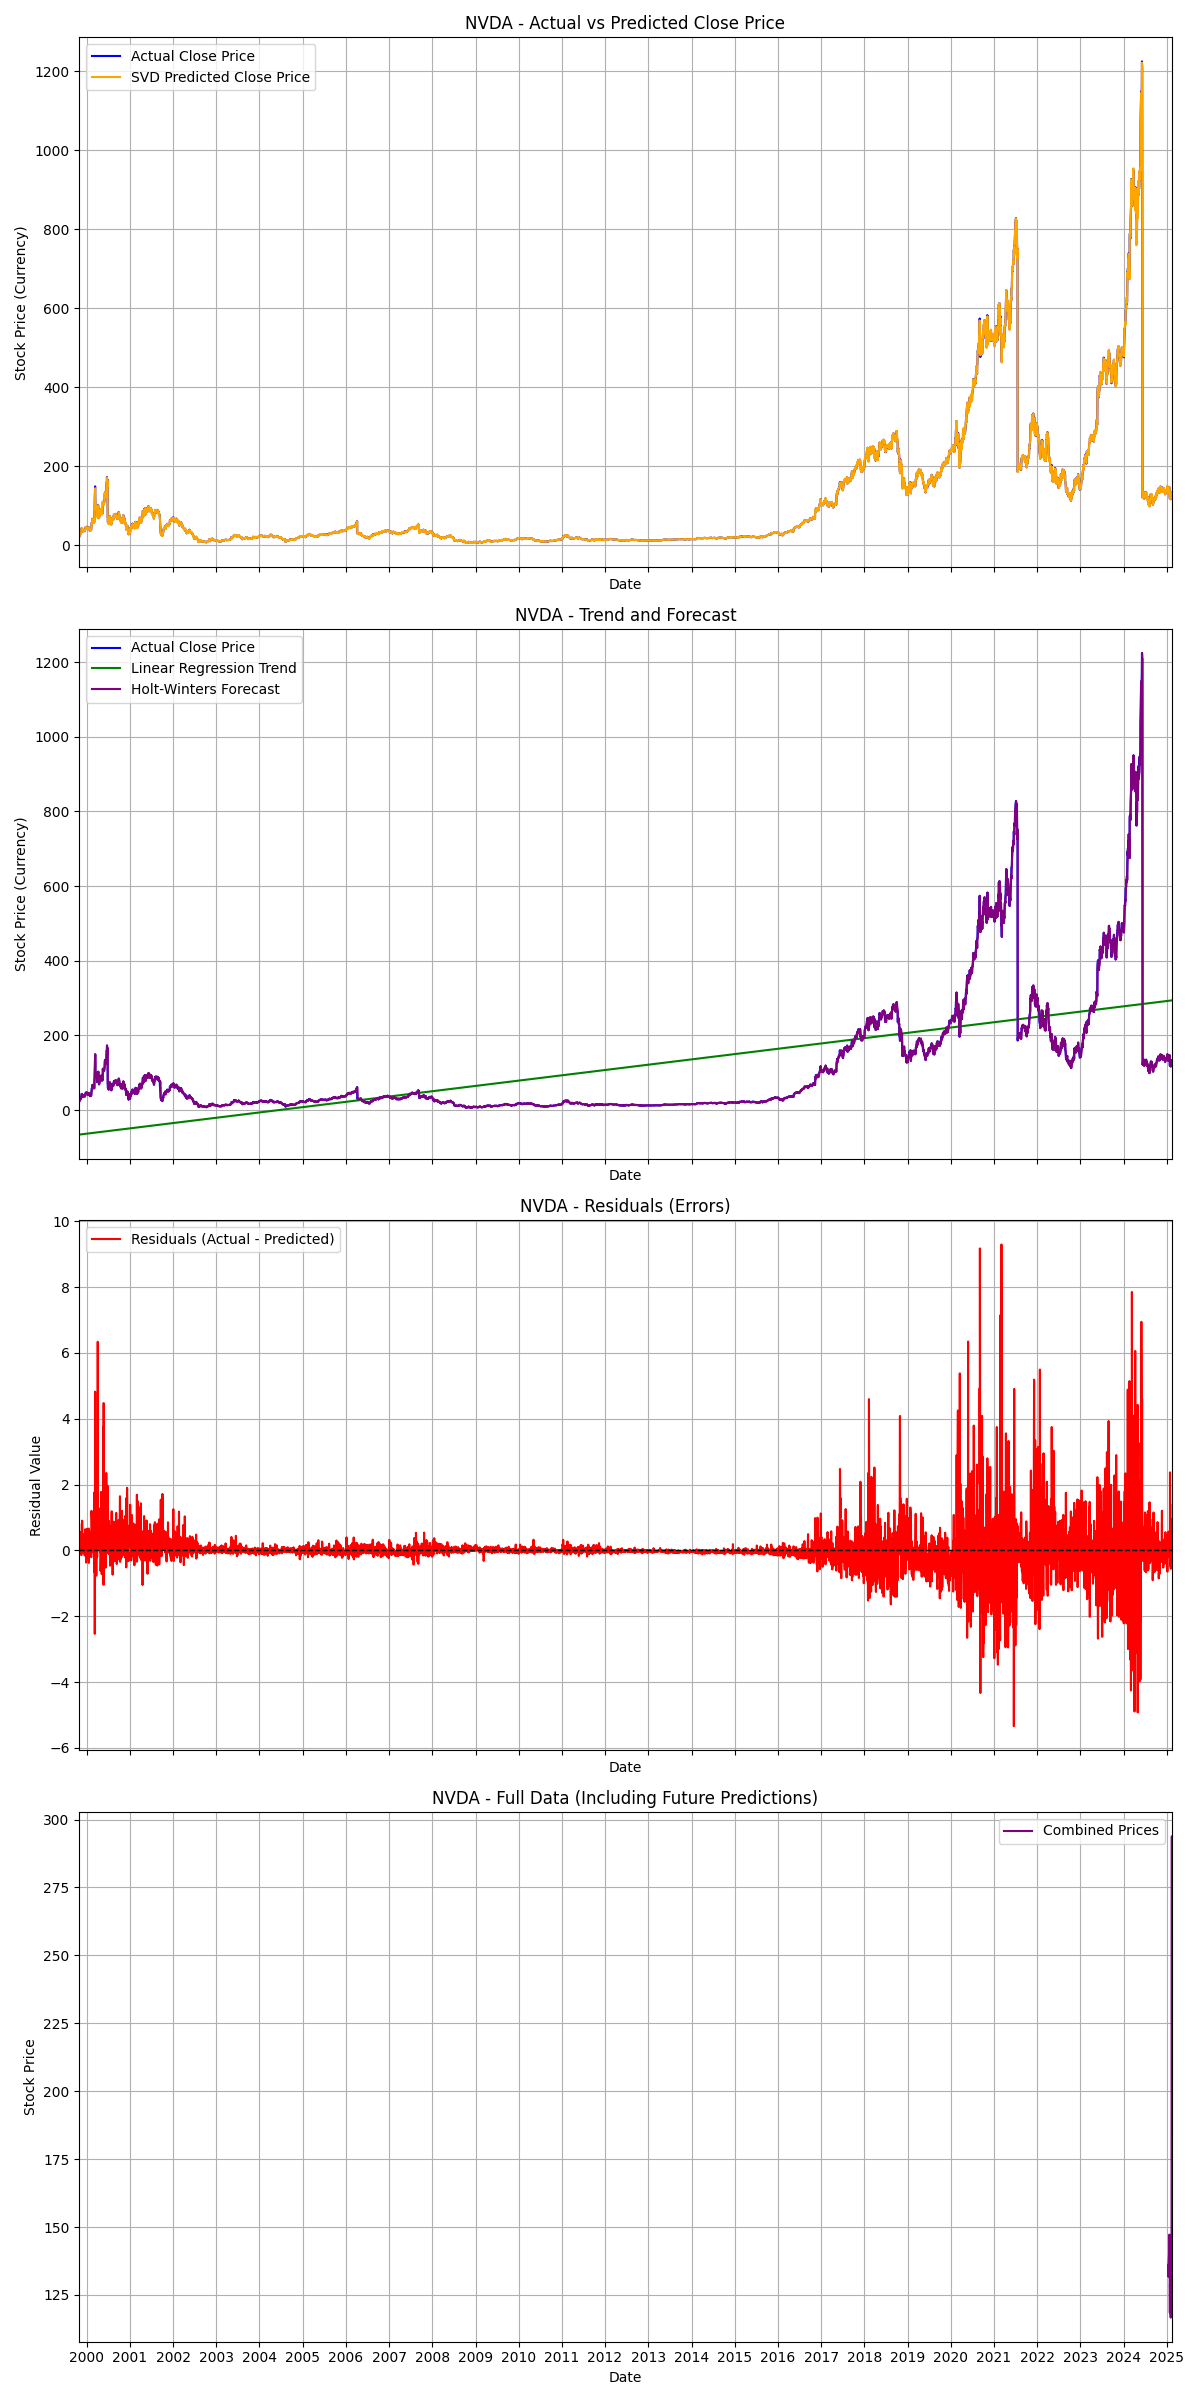 NVDA - Actual vs Predicted Close Price
Actual Close Price
SVD Predicted Close Price
1200
1000
800
600
400
200
0
Stock Price (Currency)
Date
NVDA - Trend and Forecast
Actual Close Price
Linear Regression Trend
Holt-Winters Forecast
1200
1000
800
600
400
200
0
Stock Price (Currency)
Date
NVDA - Residuals (Errors)
Residuals (Actual - Predicted)
10
8
6
4
2
0
−2
−4
−6
Residual Value
Date
NVDA - Full Data (Including Future Predictions)
Combined Prices
300
275
250
225
200
175
150
125
Stock Price
2000 2001 2002 2003 2004 2005 2006 2007 2008 2009 2010 2011 2012 2013 2014 2015 2016 2017 2018 2019 2020 2021 2022 2023 2024 2025
Date